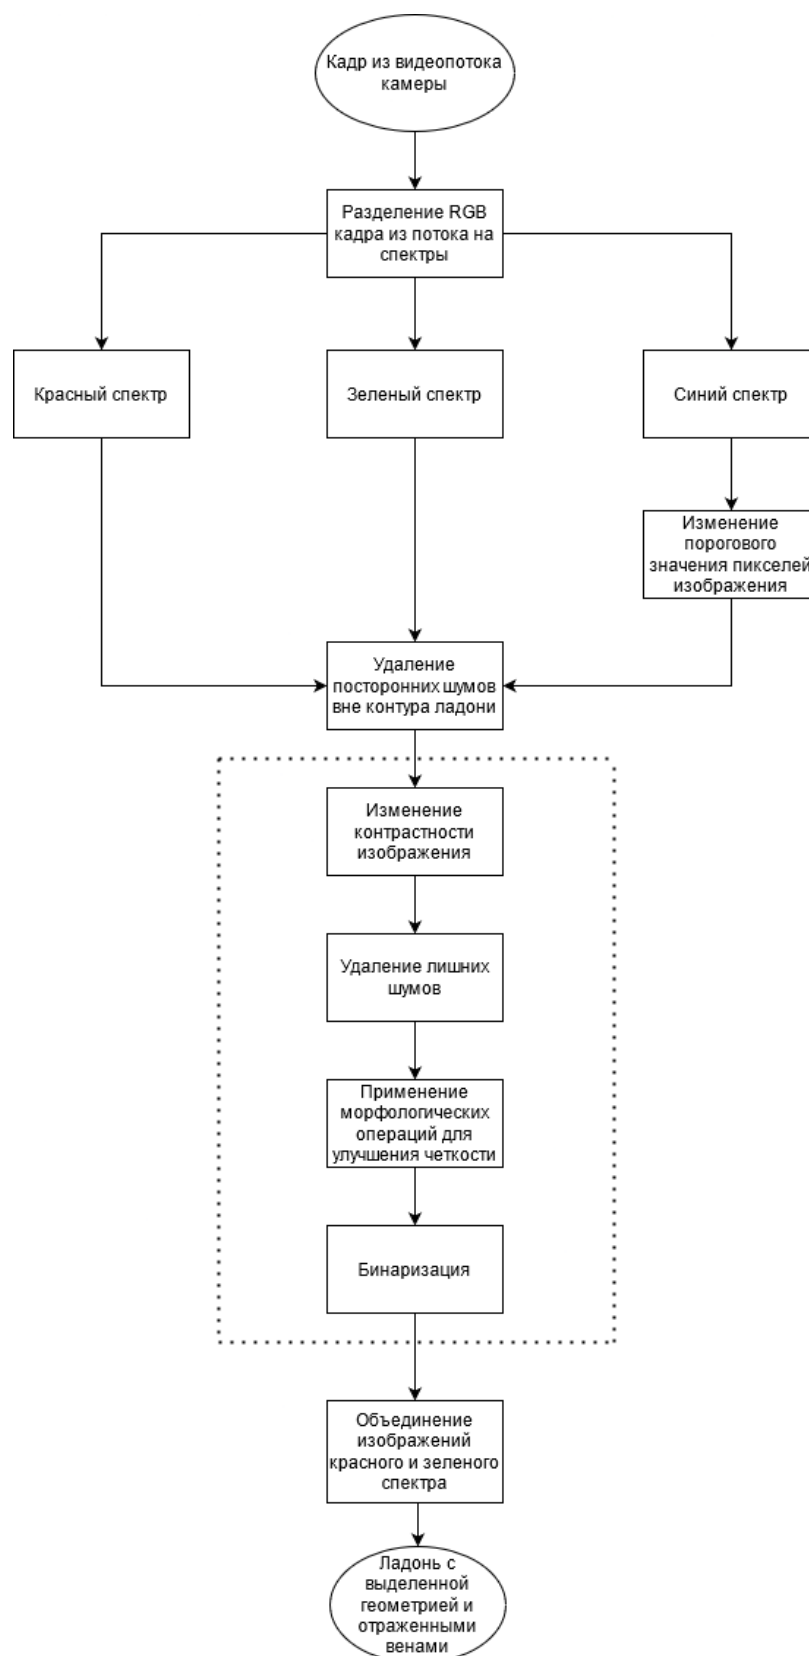 Кадр из видеопотока
камеры
Разделение RGB
кадра из потока на
спектры
Красный спектр
Зеленый спектр
Синий спектр
Изменение
порогового
значения пикселей
изображения
Удаление
посторонних шумов
вне контура ладони
Изменение
контрастности
изображения
Удаление лишних
шумов
Применение
морфологических
операций для
улучшения четкости
Бинаризация
Объединение
изображений
красного и зеленого
спектра
Ладонь с
выделенной
геометрией и
отраженными
венами